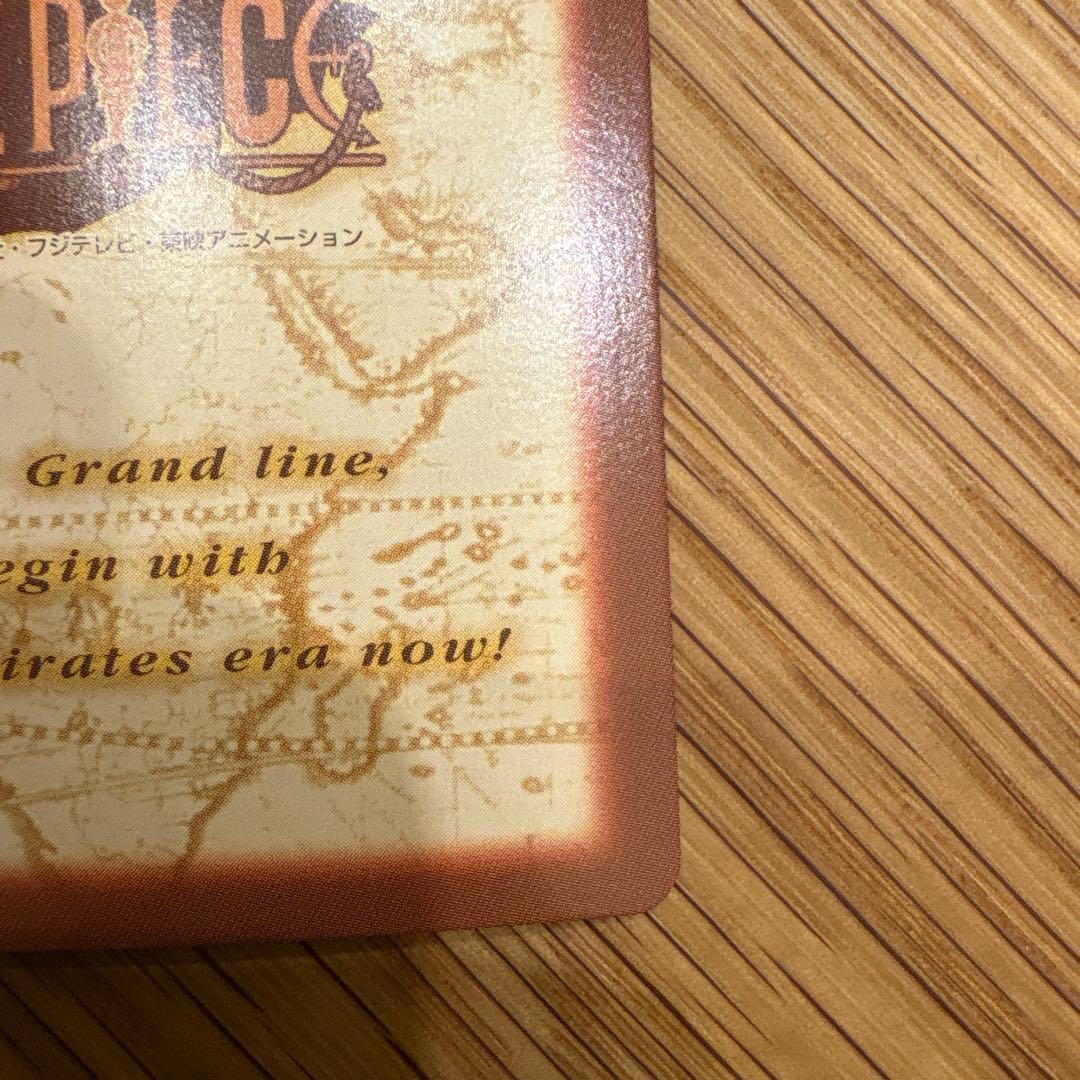 PIECE
・フジテレビ・東映アニメーション
Grand line,
egin with
irates era now!